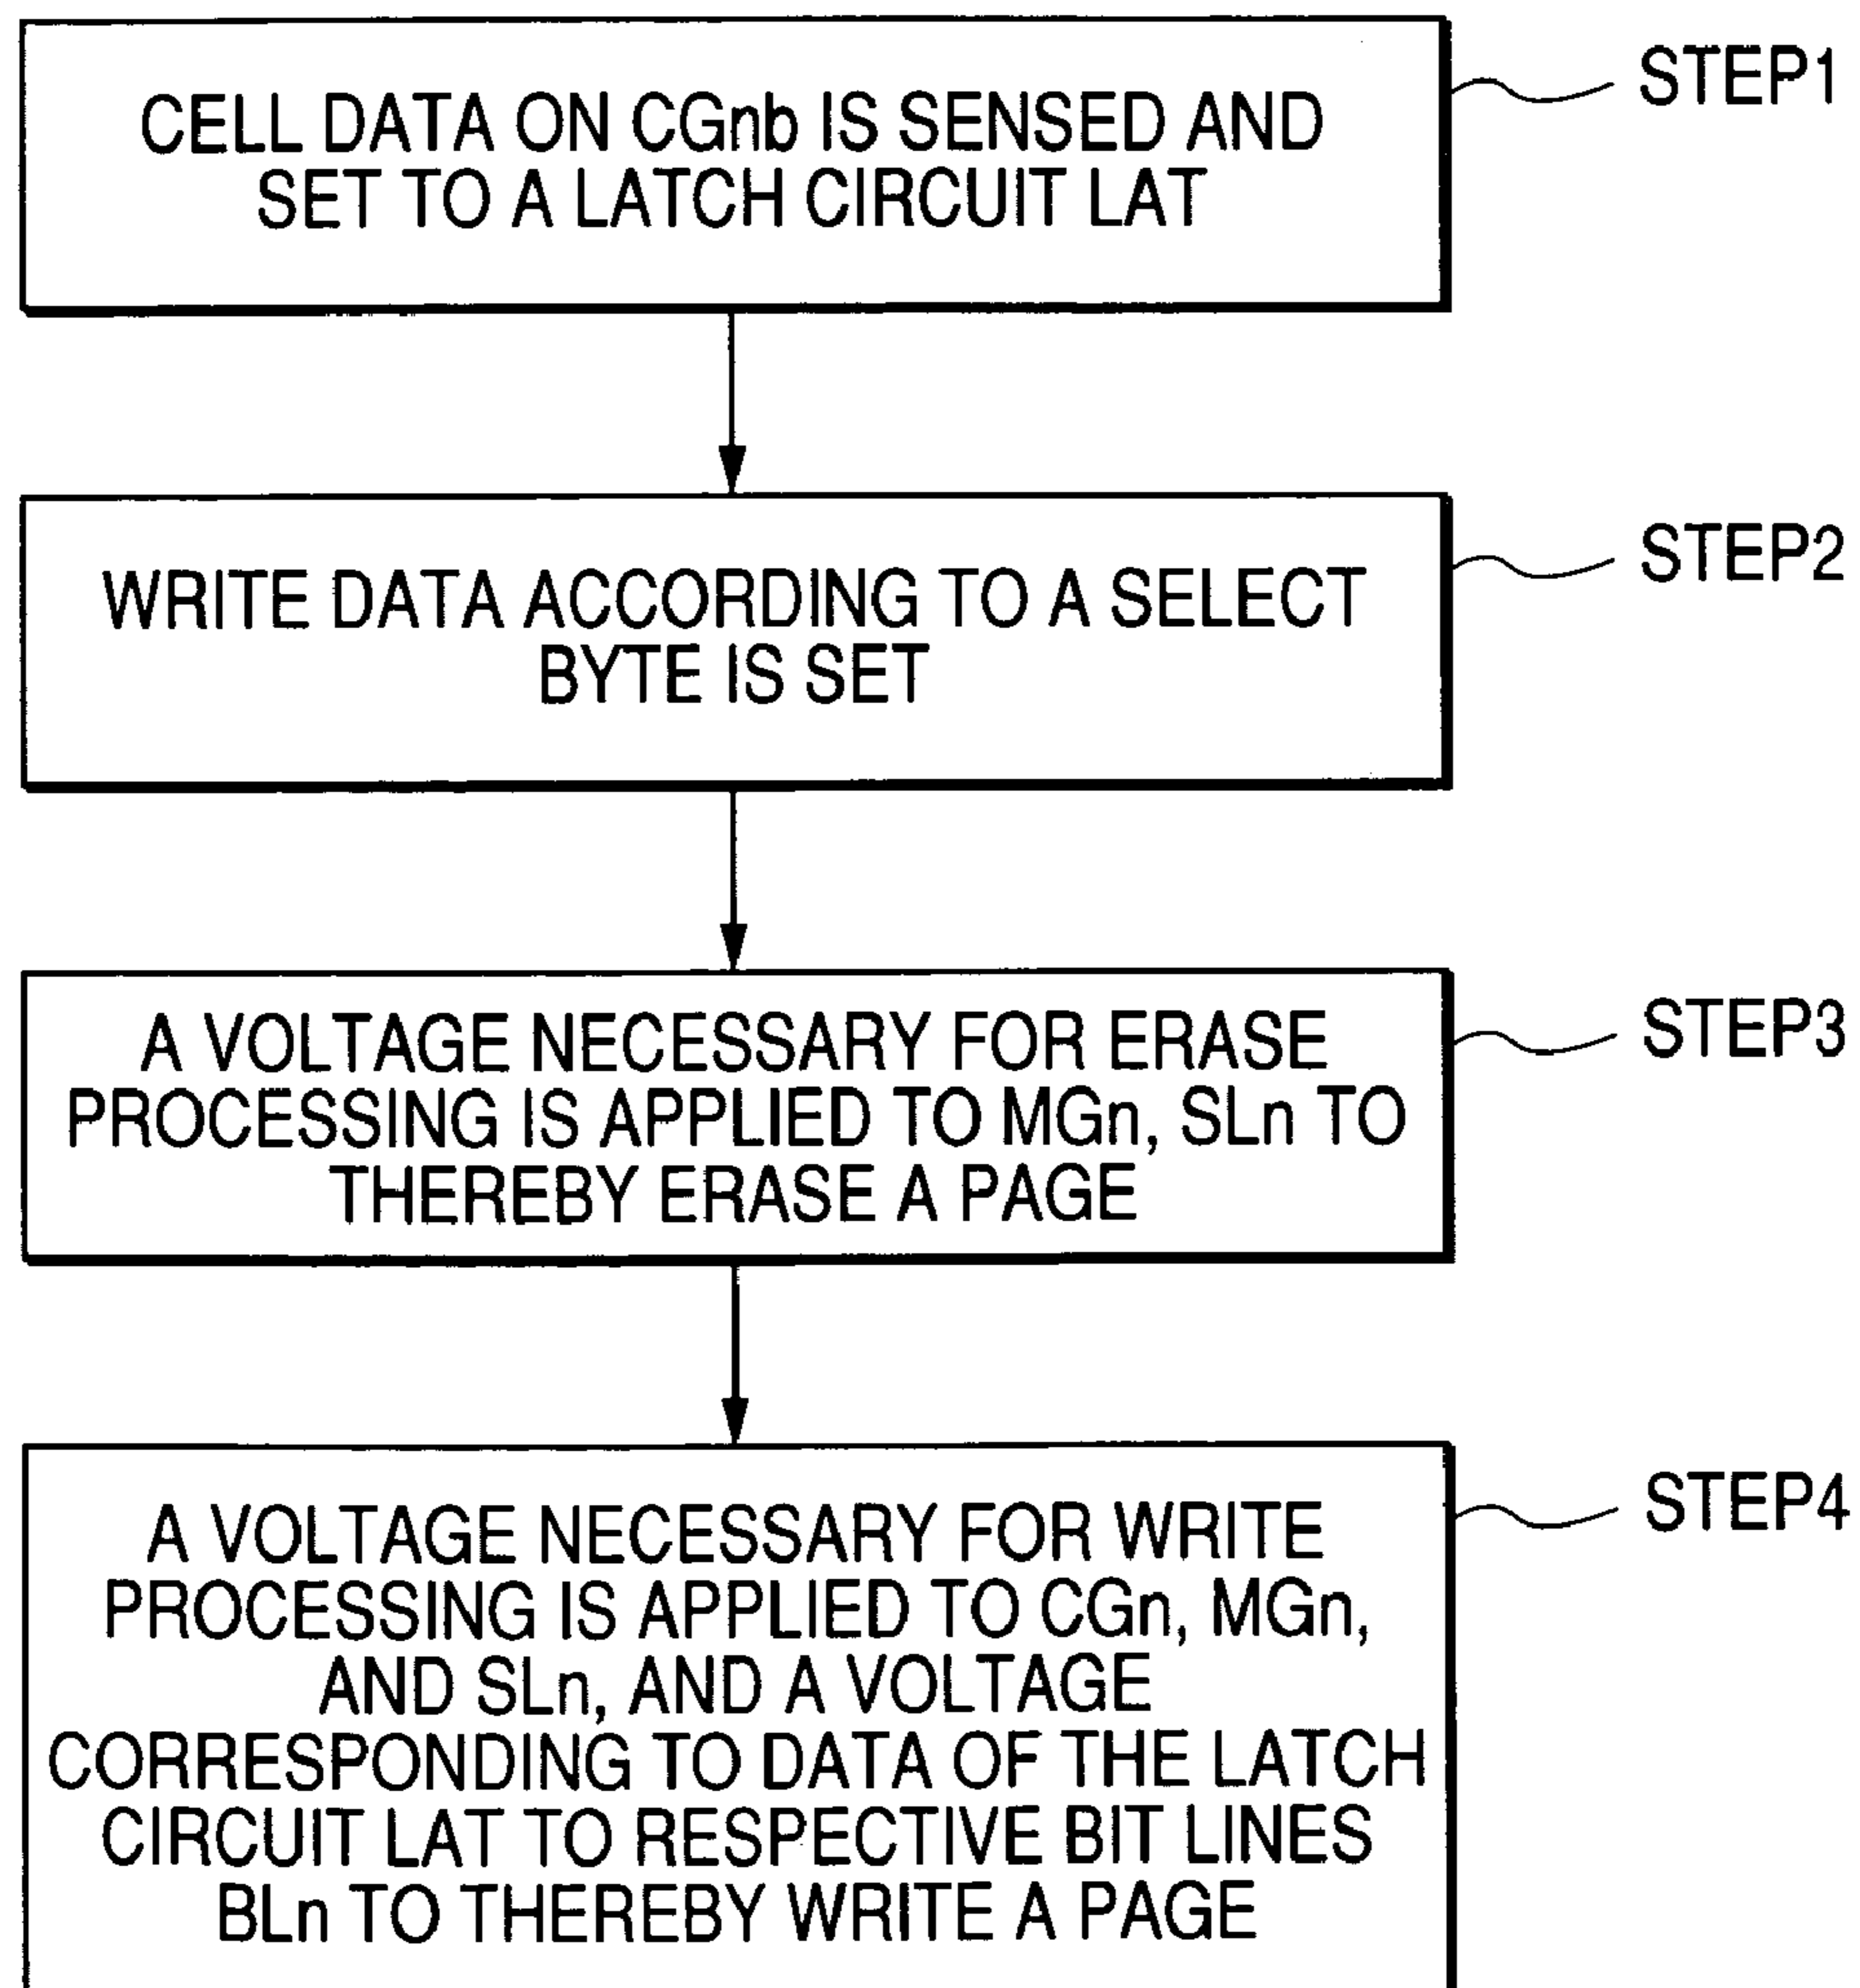 CELL DATA ON CGnb IS SENSED AND
SET TO A LATCH CIRCUIT LAT
STEP1
WRITE DATA ACCORDING TO A SELECT
BYTE IS SET
STEP2
A VOLTAGE NECESSARY FOR ERASE
PROCESSING IS APPLIED TO MGn, SLn TO
THEREBY ERASE A PAGE
STEP3
A VOLTAGE NECESSARY FOR WRITE
PROCESSING IS APPLIED TO CGn, MGn,
AND SLn, AND A VOLTAGE
CORRESPONDING TO DATA OF THE LATCH
CIRCUIT LAT TO RESPECTIVE BIT LINES
BLn TO THEREBY WRITE A PAGE
STEP4